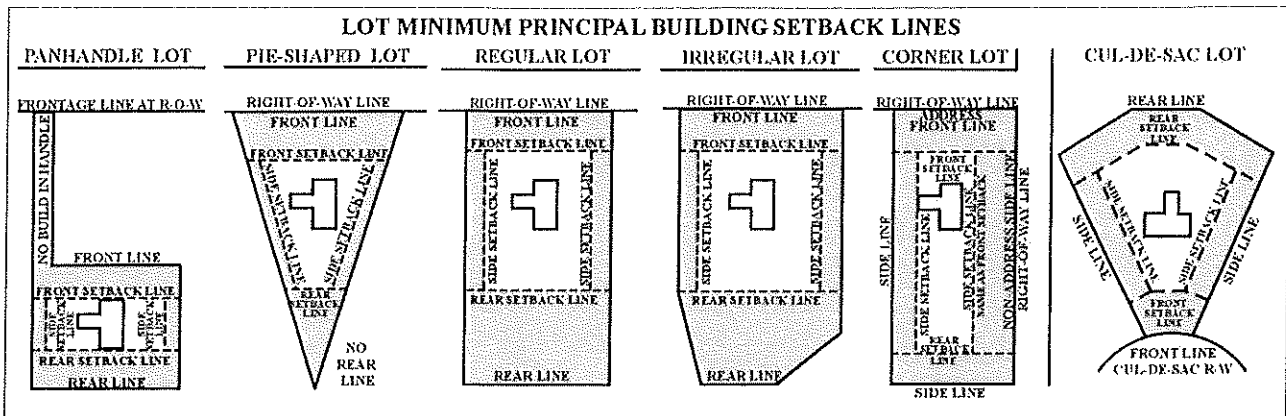 LOT MINIMUM PRINCIPAL BUILDING SETBACK LINES
PANHANDLE LOT
FRONTAGE LINE AT R-O-W
NO BUILD IN HANDLE
FRONT LINE
FRONT SETBACK LINE
SIDE
SETBACK
LINE
SIDE
SETBACK
LINE
REAR SETBACK LINE
REAR LINE
PIE-SHAPED LOT
RIGHT-OF-WAY LINE
FRONT LINE
FRONT SETBACK LINE
SIDE SETBACK LINE
SIDE SETBACK LINE
REAR
SETBACK
LINE
NO
REAR
LINE
REGULAR LOT
RIGHT-OF-WAY LINE
FRONT LINE
FRONT SETBACK LINE
SIDE SETBACK LINE
SIDE SETBACK LINE
REAR SETBACK LINE
REAR LINE
IRREGULAR LOT
RIGHT-OF-WAY LINE
FRONT LINE
FRONT SETBACK LINE
SIDE SETBACK LINE
SIDE SETBACK LINE
REAR SETBACK LINE
REAR LINE
CORNER LOT
RIGHT-OF-WAY LINE
ADDRESS
FRONT LINE
FRONT
SETBACK
LINE
SIDE LINE
SIDE SETBACK LINE
SIDE SETBACK LINE
SAME AS FRONT SETBACK
NON ADDRESS SIDE LINE
RIGHT-OF-WAY LINE
REAR
SETBACK
LINE
SIDE LINE
CUL-DE-SAC LOT
REAR LINE
REAR
SETBACK
LINE
SIDE SETBACK LINE
SIDE SETBACK LINE
SIDE LINE
SIDE LINE
FRONT
SETBACK
LINE
FRONT LINE
CUL-DE-SAC R/W